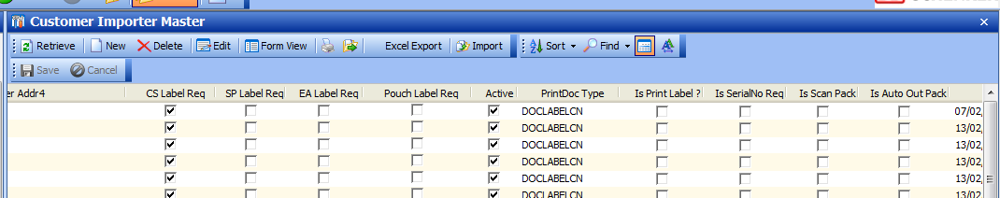 Customer Importer Master
Retrieve New Delete Edit Form View Excel Export Import Sort Find
Save Cancel
er Addr4 CS Label Req SP Label Req EA Label Req Pouch Label Req Active PrintDoc Type Is Print Label ? Is SerialNo Req Is Scan Pack Is Auto Out Pack
DOCLABELCN 07/02,
DOCLABELCN 13/02,
DOCLABELCN 13/02,
DOCLABELCN 13/02,
DOCLABELCN 13/02,
DOCLABELCN 13/02,